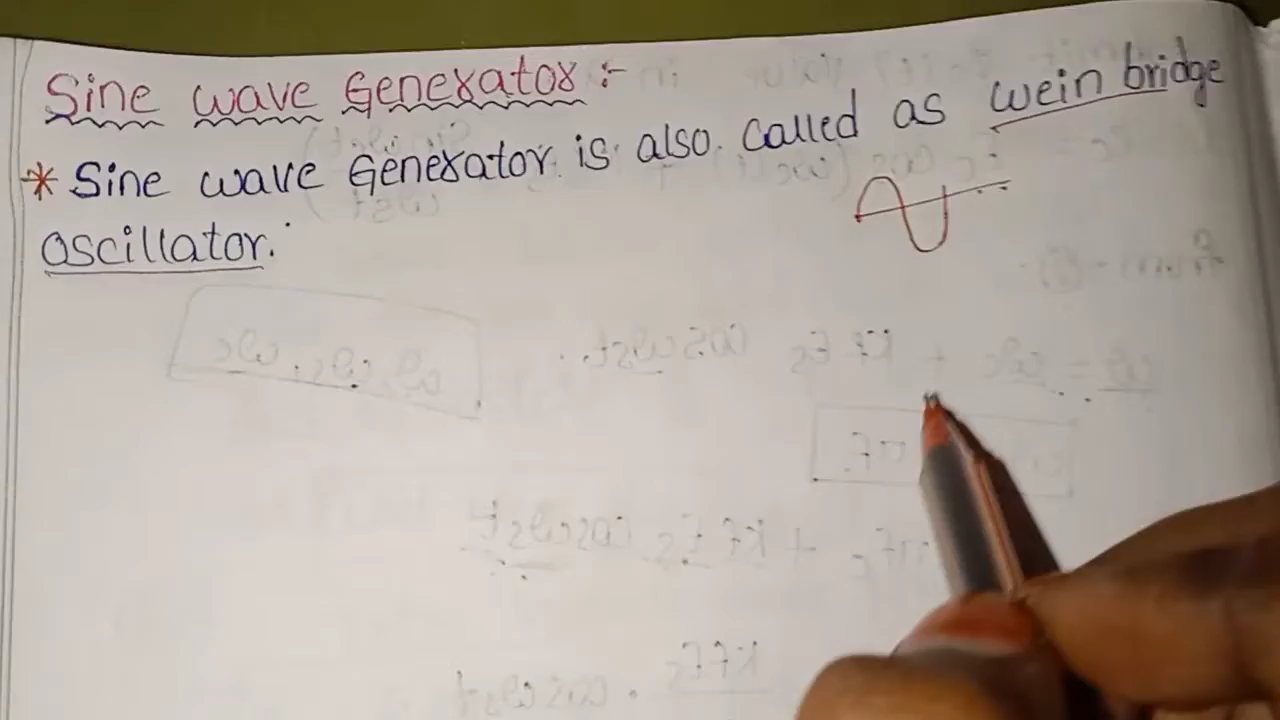 Sine wave Generator :-
* Sine wave Generator is also called as wein bridge
oscillator.